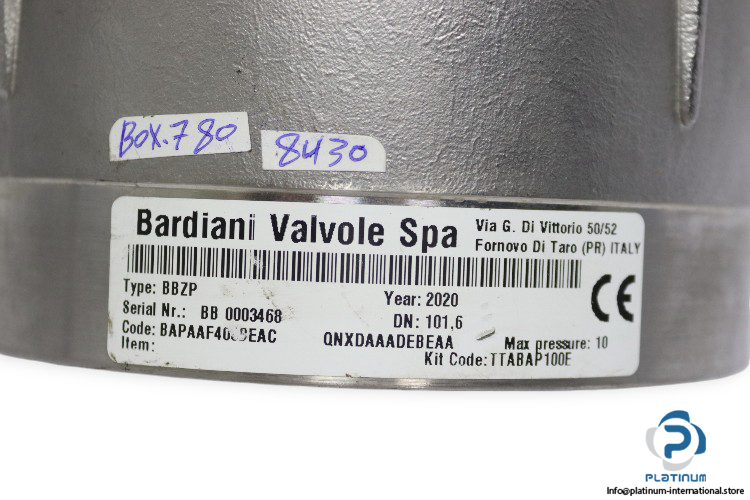 BOX.780
8430
Bardiani Valvole Spa
Via G. Di Vittorio 50/52
Fornovo Di Taro (PR) ITALY
Type: BBZP
Year: 2020
CE
Serial Nr.: BB 0003468
DN: 101,6
Code:
QNXDAAADEBEAA
Max pressure: 10
Item:
Kit Code: TTABAP100E
P
PLATINUM
Info@platinum-international.store